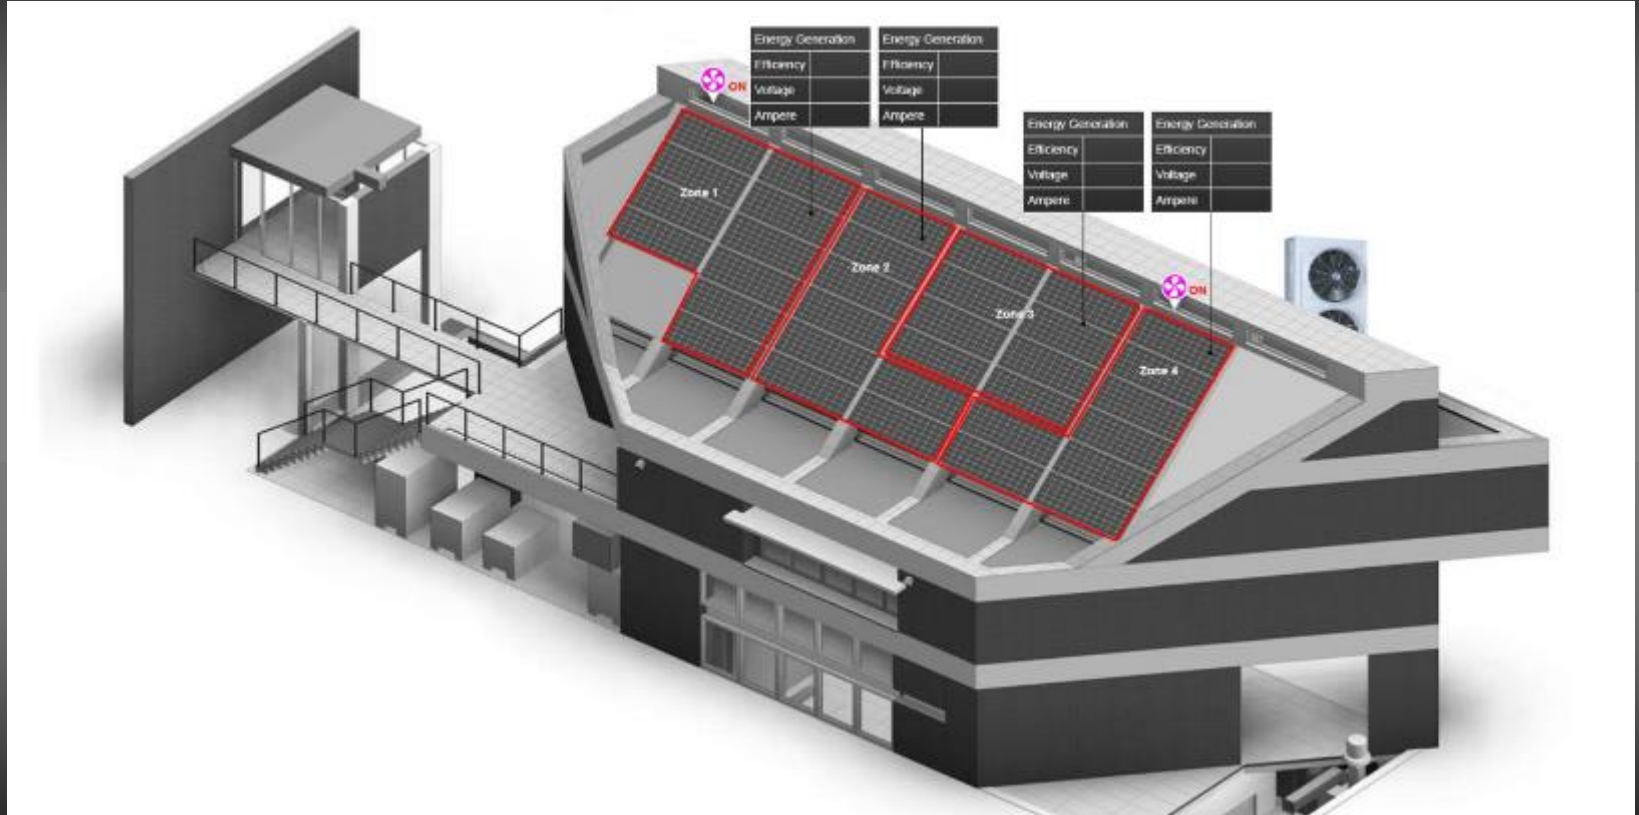 Energy Generation
Efficiency
Voltage
Ampere
Energy Generation
Efficiency
Voltage
Ampere
Energy Generation
Efficiency
Voltage
Ampere
Energy Generation
Efficiency
Voltage
Ampere
ON
Zone 1
Zone 2
Zone 3
ON
Zone 4